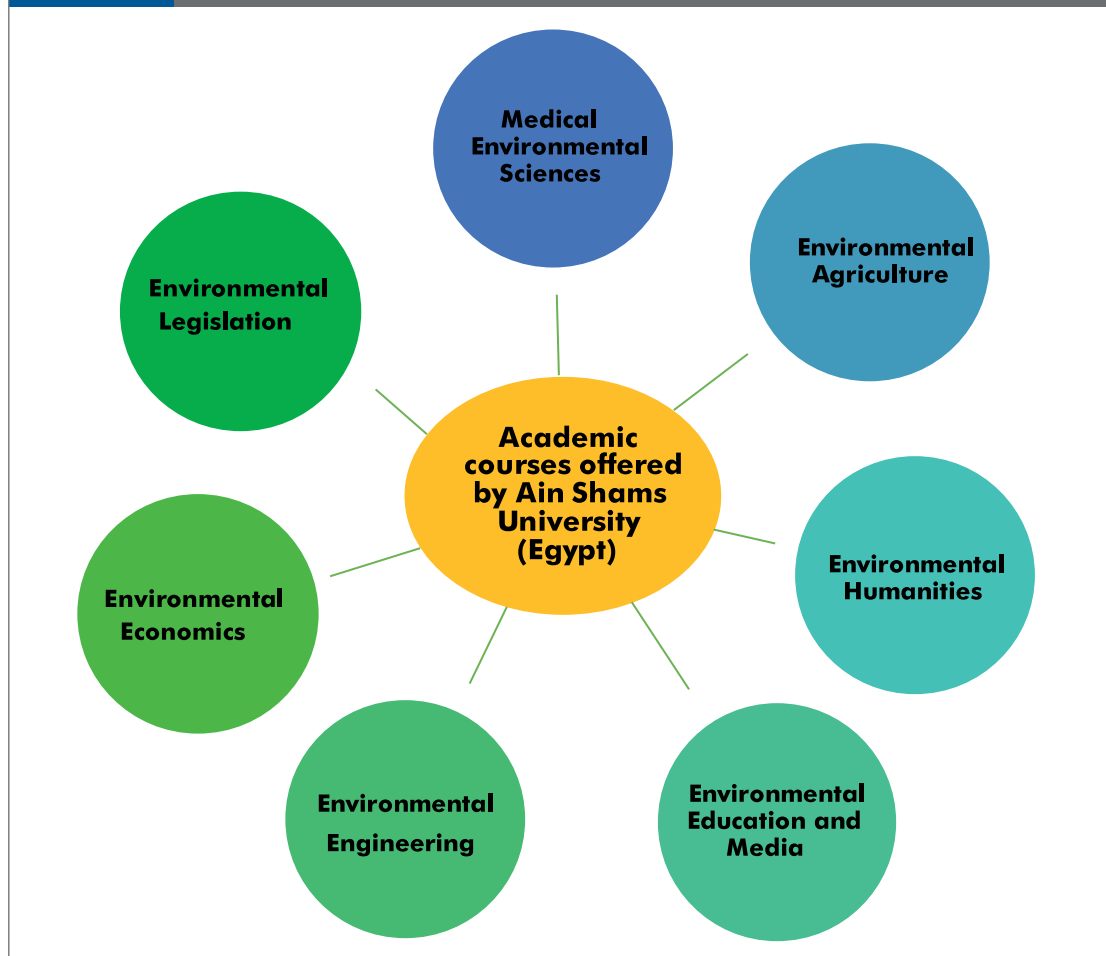 Medical
Environmental
Sciences
Environmental
Agriculture
Environmental
Legislation
Academic
courses offered
by Ain Shams
University
(Egypt)
Environmental
Humanities
Environmental
Economics
Environmental
Engineering
Environmental
Education and
Media